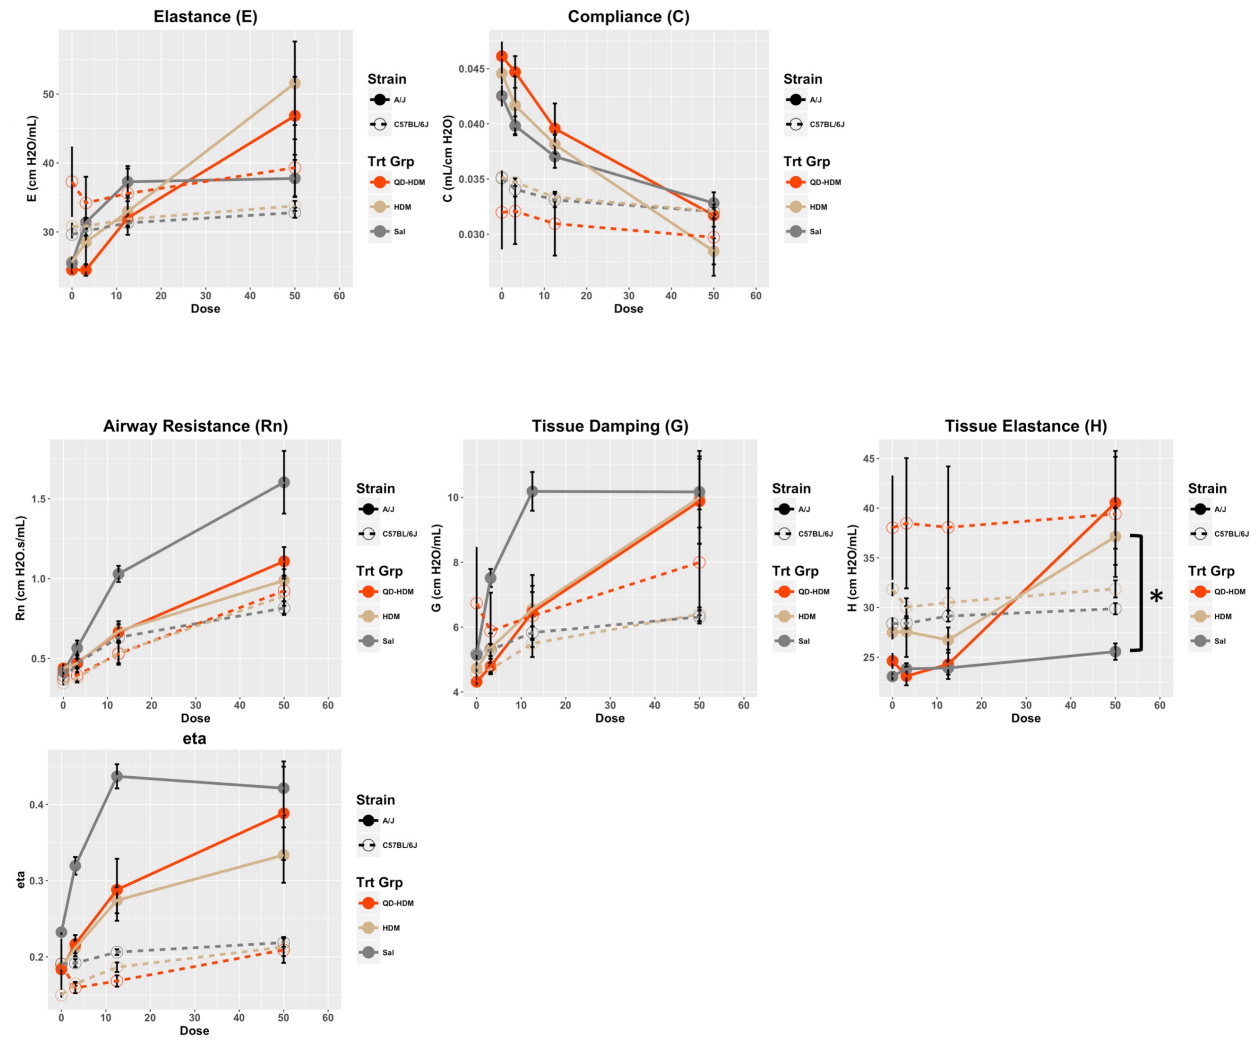 Elastance (E)
E (cm H2O/mL)
50
40
30
0 10 20 30 40 50 60
Dose
Strain
A/J
C57BL/6J
Trt Grp
QD-HDM
HDM
Sal
Compliance (C)
C (mL/cm H2O)
0.045
0.040
0.035
0.030
0 10 20 30 40 50 60
Dose
Strain
A/J
C57BL/6J
Trt Grp
QD-HDM
HDM
Sal
Airway Resistance (Rn)
Rn (cm H2O.s/mL)
1.5
1.0
0.5
0 10 20 30 40 50 60
Dose
Strain
A/J
C57BL/6J
Trt Grp
QD-HDM
HDM
Sal
Tissue Damping (G)
G (cm H2O/mL)
10
8
6
4
0 10 20 30 40 50 60
Dose
Strain
A/J
C57BL/6J
Trt Grp
QD-HDM
HDM
Sal
Tissue Elastance (H)
H (cm H2O/mL)
45
40
35
30
25
0 10 20 30 40 50 60
Dose
*
Strain
A/J
C57BL/6J
Trt Grp
QD-HDM
HDM
Sal
eta
eta
0.4
0.3
0.2
0 10 20 30 40 50 60
Dose
Strain
A/J
C57BL/6J
Trt Grp
QD-HDM
HDM
Sal